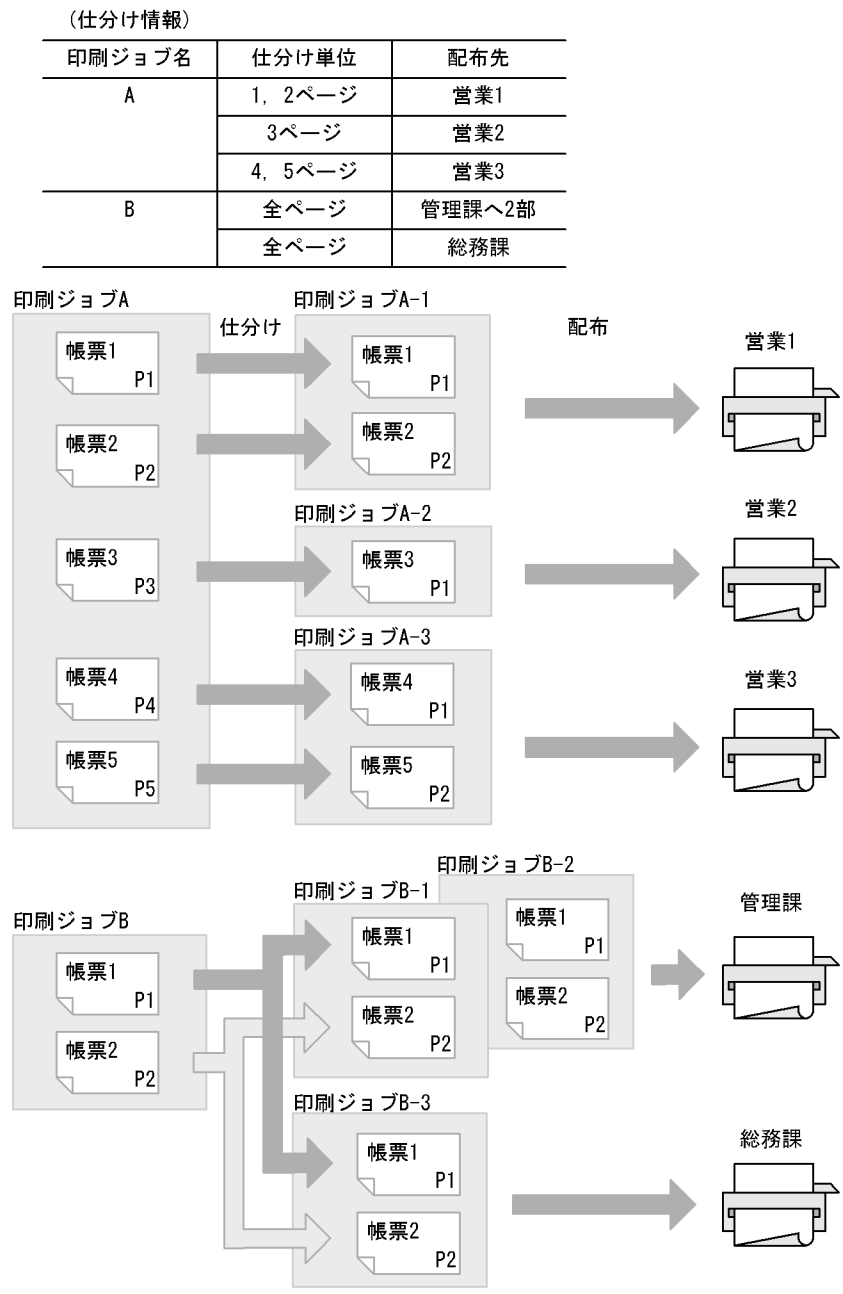 (仕分け情報)
印刷ジョブ名 仕分け単位 配布先
A 1, 2ページ 営業1
3ページ 営業2
4, 5ページ 営業3
B 全ページ 管理課へ2部
全ページ 総務課
印刷ジョブA
仕分け
印刷ジョブA-1
配布
営業1
帳票1
P1
帳票1
P1
帳票2
P2
帳票2
P2
印刷ジョブA-2
営業2
帳票3
P3
帳票3
P1
印刷ジョブA-3
営業3
帳票4
P4
帳票4
P1
帳票5
P5
帳票5
P2
印刷ジョブB
印刷ジョブB-1
印刷ジョブB-2
管理課
帳票1
P1
帳票1
P1
帳票1
P1
帳票2
P2
帳票2
P2
帳票2
P2
印刷ジョブB-3
総務課
帳票1
P1
帳票2
P2